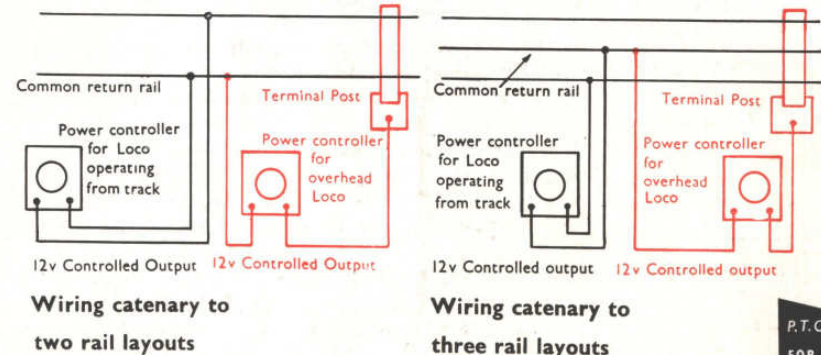 Common return rail
Terminal Post
Power controller
for Loco
operating
from track
Power controller
for
overhead
Loco
12v Controlled Output
12v Controlled Output
Wiring catenary to
two rail layouts
Common return rail
Terminal Post
Power controller
for Loco
operating
from track
Power controller
for
overhead
Loco
12v Controlled output
12v Controlled output
Wiring catenary to
three rail layouts
P.T.C
FOR